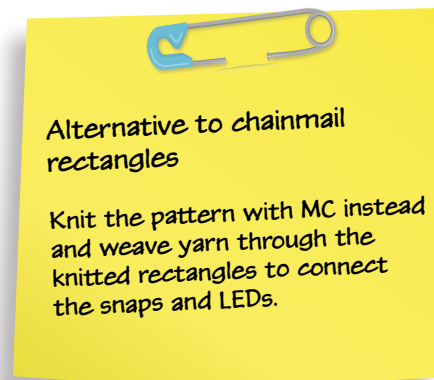 Alternative to chainmail
rectangles
Knit the pattern with MC instead
and weave yarn through the
knitted rectangles to connect
the snaps and LEDs.